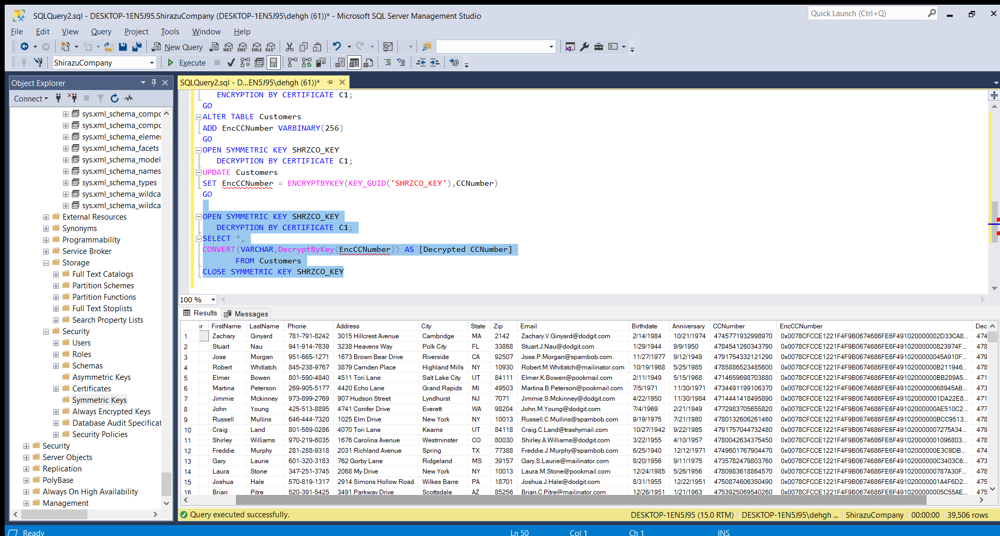 SQLQuery2.sql - DESKTOP-1EN5J95.ShirazuCompany (DESKTOP-1EN5J95\dehgh (61))* - Microsoft SQL Server Management Studio
Quick Launch (Ctrl+Q)
File Edit View Query Project Tools Window Help
New Query MDX DMX XMLA DAX
ShirazuCompany Execute
Object Explorer
Connect
sys.xml_schema_compo
sys.xml_schema_compo
sys.xml_schema_elemer
sys.xml_schema_facets
sys.xml_schema_model
sys.xml_schema_names
sys.xml_schema_types
sys.xml_schema_wildca
sys.xml_schema_wildca
External Resources
Synonyms
Programmability
Service Broker
Storage
Full Text Catalogs
Partition Schemes
Partition Functions
Full Text Stoplists
Search Property Lists
Security
Users
Roles
Schemas
Asymmetric Keys
Certificates
Symmetric Keys
Always Encrypted Keys
Database Audit Specificat
Security Policies
Security
Server Objects
Replication
PolyBase
Always On High Availability
Management
SQLQuery2.sql - D...EN5J95\dehgh (61))*
ENCRYPTION BY CERTIFICATE C1;
GO
ALTER TABLE Customers
ADD EncCCNumber VARBINARY(256)
GO
OPEN SYMMETRIC KEY SHRZCO_KEY
DECRYPTION BY CERTIFICATE C1;
UPDATE Customers
SET EncCCNumber = ENCRYPTBYKEY(KEY_GUID('SHRZCO_KEY'),CCNumber)
GO
OPEN SYMMETRIC KEY SHRZCO_KEY
DECRYPTION BY CERTIFICATE C1;
SELECT *,
CONVERT(VARCHAR,DecryptByKey(EncCCNumber)) AS [Decrypted CCNumber]
FROM Customers
CLOSE SYMMETRIC KEY SHRZCO_KEY
100 %
Results Messages
er FirstName LastName Phone Address City State Zip Email Birthdate Anniversary CCNumber EncCCNumber Dec
1 Zachary Ginyard 781-791-8242 3015 Hillcrest Avenue Cambridge MA 2142 Zachary.V.Ginyard@dodgit.com 2/14/1984 10/21/1974 4745771932998970 0x0078CFCCE1221F4F9B0674686FE6F491020000002D33CA8... 474
2 Stuart Nau 941-914-7839 3238 Heavens Way Polk City FL 33868 Stuart.J.Nau@dodgit.com 1/29/1944 9/9/1950 4784541260343790 0x0078CFCCE1221F4F9B0674686FE6F49102000000823974F... 478
3 Jose Morgan 951-665-1271 1673 Brown Bear Drive Riverside CA 92507 Jose.P.Morgan@spambob.com 11/27/1977 9/12/1949 4791754332121290 0x0078CFCCE1221F4F9B0674686FE6F4910200000045A910F... 479
4 Robert Whitlatch 845-238-9767 3879 Camden Place Highland Mills NY 10930 Robert.M.Whitlatch@mailinator.com 10/19/1968 5/25/1985 4785886523485600 0x0078CFCCE1221F4F9B0674686FE6F49102000000B211946... 478
5 Elmer Bowen 801-590-4840 4511 Tori Lane Salt Lake City UT 84111 Elmer.K.Bowen@pookmail.com 2/11/1949 5/15/1968 4714659698703880 0x0078CFCCE1221F4F9B0674686FE6F49102000000BB289A5... 471
6 Martina Peterson 269-905-5177 4420 Echo Lane Grand Rapids MI 49503 Martina.B.Peterson@pookmail.com 7/5/1971 11/30/1971 4734491199106370 0x0078CFCCE1221F4F9B0674686FE6F4910200000068945AB... 473
7 Jimmie Mckinney 973-899-2769 907 Hudson Street Lyndhurst NJ 7071 Jimmie.S.Mckinney@dodgit.com 4/22/1950 11/30/1984 4714441418495890 0x0078CFCCE1221F4F9B0674686FE6F491020000001DA22E8... 471
8 John Young 425-513-8895 4741 Conifer Drive Everett WA 98204 John.M.Young@dodgit.com 7/4/1969 2/21/1949 4772983705655820 0x0078CFCCE1221F4F9B0674686FE6F49102000000AE510C2... 477
9 Russell Mullins 646-444-7320 1025 Elm Drive New York NY 10013 Russell.C.Mullins@spambob.com 9/19/1975 7/21/1980 4780132606261460 0x0078CFCCE1221F4F9B0674686FE6F49102000000BCC9513... 478
10 Craig Land 801-589-0286 4070 Tori Lane Kearns UT 84118 Craig.C.Land@trashymail.com 10/27/1942 9/22/1985 4791757044732480 0x0078CFCCE1221F4F9B0674686FE6F491020000007275A34... 479
11 Shirley Williams 970-219-6035 1676 Carolina Avenue Westminster CO 80030 Shirley.A.Williams@dodgit.com 3/22/1955 4/10/1957 4780042634375450 0x0078CFCCE1221F4F9B0674686FE6F491020000001096803... 478
12 Freddie Murphy 281-288-9318 2031 Richland Avenue Spring TX 77388 Freddie.J.Murphy@spambob.com 6/25/1940 12/12/1971 4749601767904470 0x0078CFCCE1221F4F9B0674686FE6F49102000000E3C9DB... 474
13 Gary Laurie 601-320-3183 762 Gorby Lane Ridgeland MS 39157 Gary.S.Laurie@mailinator.com 8/20/1956 9/11/1975 4735782479803760 0x0078CFCCE1221F4F9B0674686FE6F49102000000C3403C6... 473
14 Laura Stone 347-251-3745 2068 My Drive New York NY 10013 Laura.M.Stone@pookmail.com 12/24/1985 5/26/1956 4780983618864570 0x0078CFCCE1221F4F9B0674686FE6F49102000000787A30F... 478
15 Joshua Hale 570-819-1317 2914 Simons Hollow Road Wilkes Barre PA 18701 Joshua.J.Hale@dodgit.com 8/31/1955 12/22/1951 4750874606350490 0x0078CFCCE1221F4F9B0674686FE6F491020000001A4F6D2... 475
16 Brian Pitre 520-391-5425 3491 Parkway Drive Scottsdale AZ 85256 Brian.C.Pitre@mailinator.com 12/26/1951 1/21/1963 4753925069540260 0x0078CFCCE1221F4F9B0674686FE6F491020000005C55AE... 475
Query executed successfully. DESKTOP-1EN5J95 (15.0 RTM) DESKTOP-1EN5J95\dehgh ... ShirazuCompany 00:00:00 39,506 rows
Ready Ln 50 Col 1 Ch 1 INS